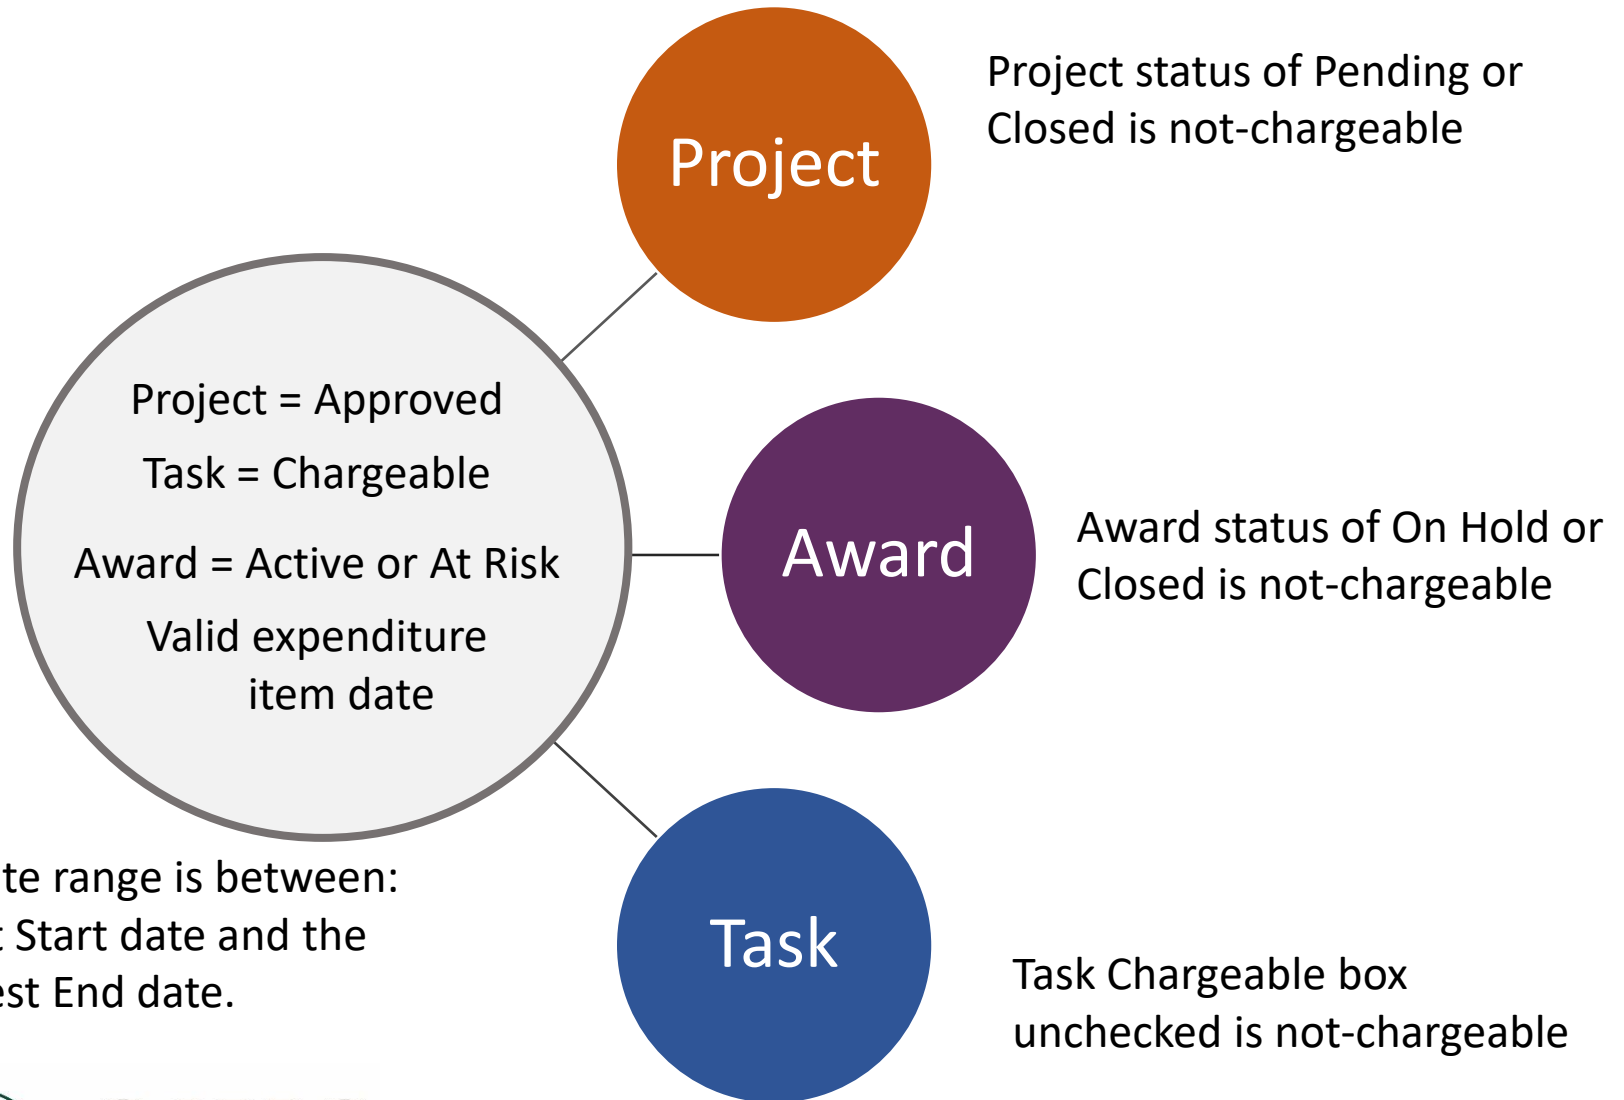 Project
Project status of Pending or
Closed is not-chargeable
Project = Approved
Task = Chargeable
Award = Active or At Risk
Valid expenditure
item date
Award
Award status of On Hold or
Closed is not-chargeable
range is between:
Start date and the
End date.
Task
Task Chargeable box
unchecked is not-chargeable